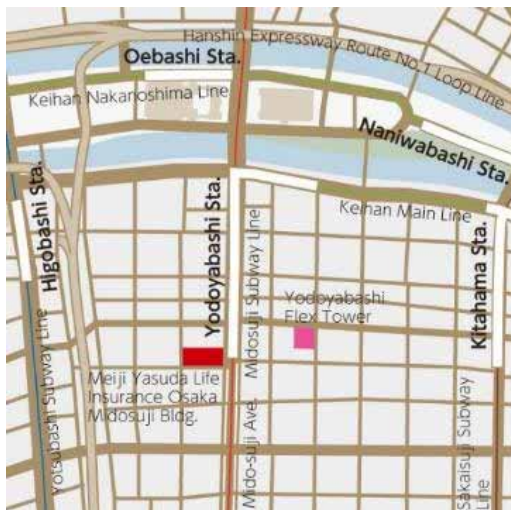 Hanshin Expressway Route No.1 Loop Line
Oebashi Sta.
Keihan Nakanoshima Line
Naniwabashi Sta.
Higobashi Sta.
Yodoyabashi Sta.
Midosuji Subway Line
Keihan Main Line
Kitahama Sta.
Yodoyabashi
Flex Tower
Meiji Yasuda Life
Insurance Osaka
Midosuji Bldg.
Yotsubashi Subway Line
Mido-suji Ave.
Sakaisuji Subway
Line